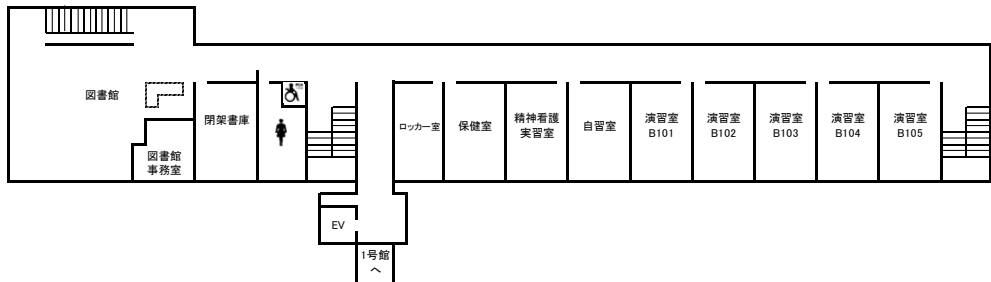 図書館
図書館
事務室
閉架書庫
ロッカー室
保健室
精神看護
実習室
自習室
演習室
B101
演習室
B102
演習室
B103
演習室
B104
演習室
B105
EV
1号館
へ